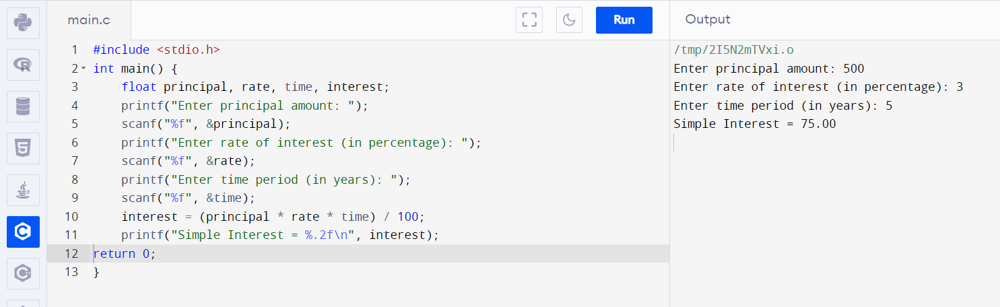 main.c
Run
Output
1 #include <stdio.h>
2 int main() {
3 float principal, rate, time, interest;
4 printf("Enter principal amount: ");
5 scanf("%f", &principal);
6 printf("Enter rate of interest (in percentage): ");
7 scanf("%f", &rate);
8 printf("Enter time period (in years): ");
9 scanf("%f", &time);
10 interest = (principal * rate * time) / 100;
11 printf("Simple Interest = %.2f\n", interest);
12 return 0;
13 }
/tmp/2I5N2mTVxi.o
Enter principal amount: 500
Enter rate of interest (in percentage): 3
Enter time period (in years): 5
Simple Interest = 75.00